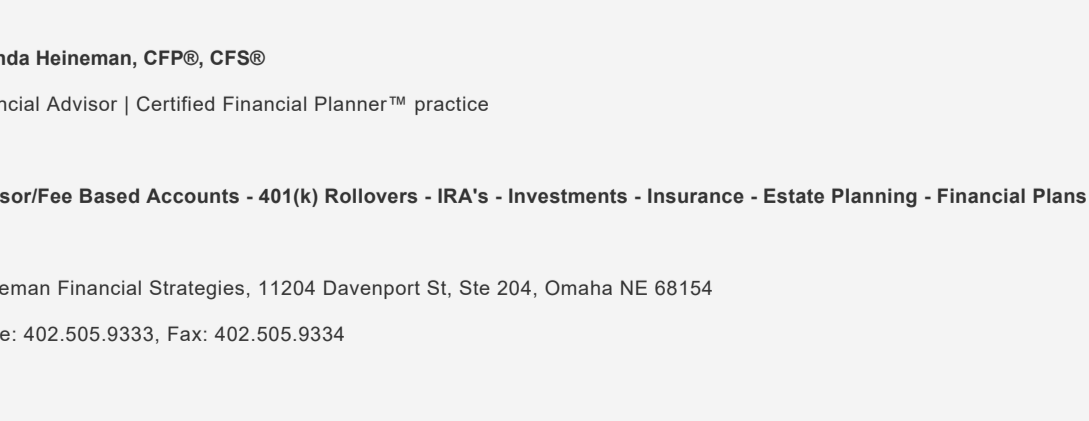 nda Heineman, CFP®, CFS®
ncial Advisor | Certified Financial Planner™ practice
sor/Fee Based Accounts - 401(k) Rollovers - IRA's - Investments - Insurance - Estate Planning - Financial Plans
eman Financial Strategies, 11204 Davenport St, Ste 204, Omaha NE 68154
e: 402.505.9333, Fax: 402.505.9334